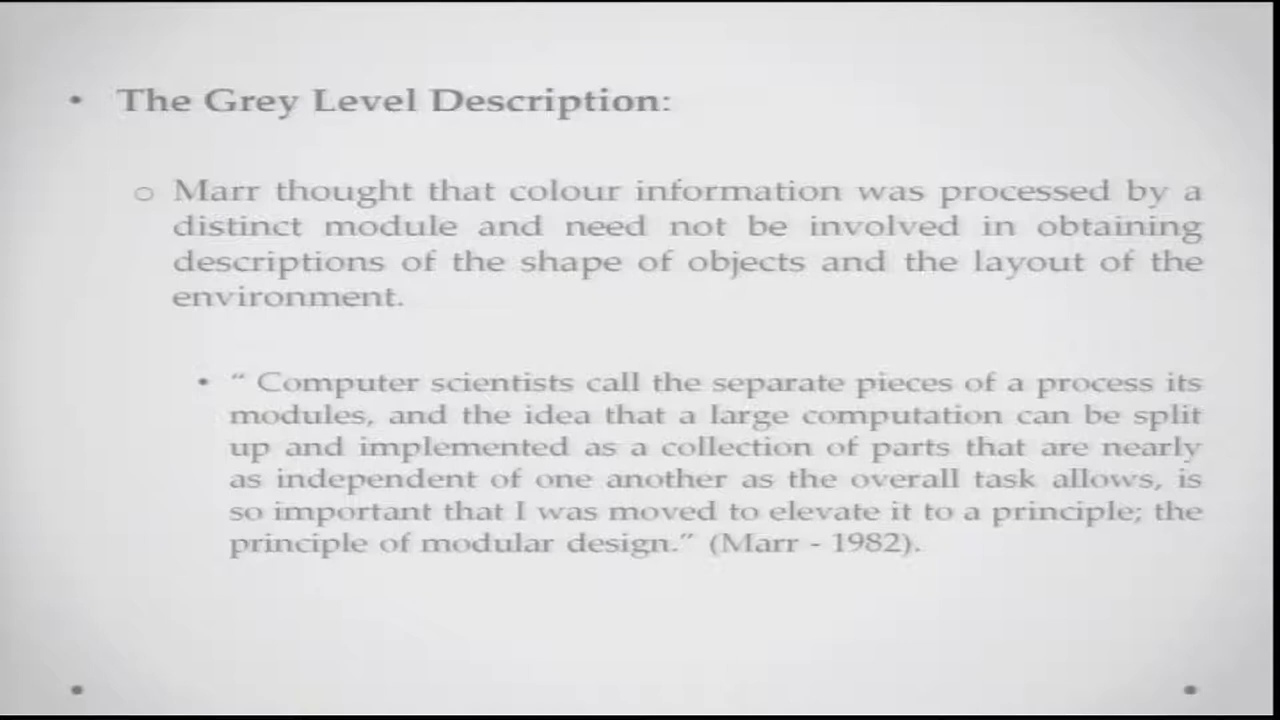 • The Grey Level Description:
o Marr thought that colour information was processed by a
distinct module and need not be involved in obtaining
descriptions of the shape of objects and the layout of the
environment.
• “ Computer scientists call the separate pieces of a process its
modules, and the idea that a large computation can be split
up and implemented as a collection of parts that are nearly
as independent of one another as the overall task allows, is
so important that I was moved to elevate it to a principle; the
principle of modular design.” (Marr - 1982).